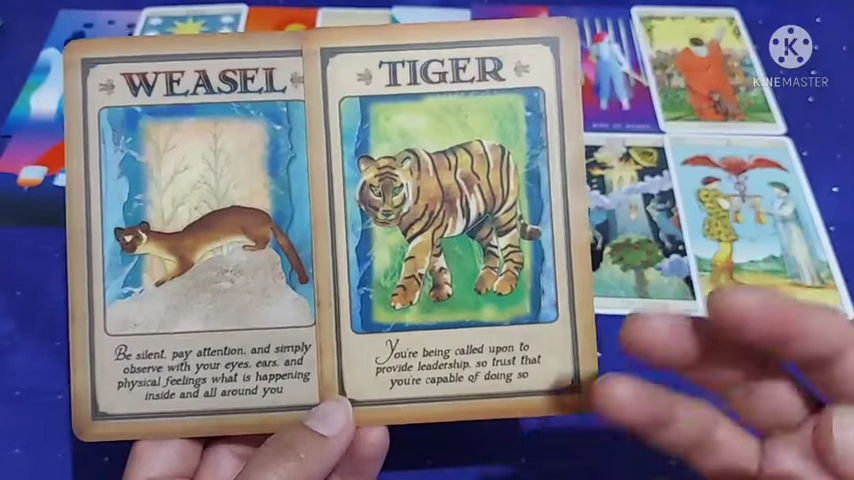 WEASEL
Be silent, pay attention, and simply
observe with your eyes, ears, and
physical feelings what is happening
inside and all around you
TIGER
You're being called upon to
provide leadership, so trust that
you're capable of doing so
KINEMASTER